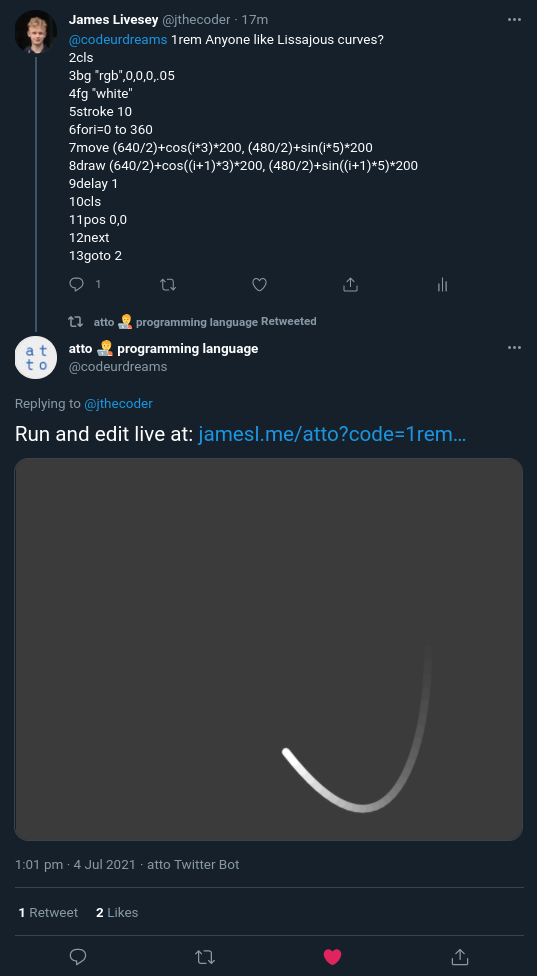 James Livesey @jthecoder · 17m
@codeurdreams 1rem Anyone like Lissajous curves?
2cls
3bg "rgb",0,0,0,.05
4fg "white"
5stroke 10
6fori=0 to 360
7move (640/2)+cos(i*3)*200, (480/2)+sin(i*5)*200
8draw (640/2)+cos((i+1)*3)*200, (480/2)+sin((i+1)*5)*200
9delay 1
10cls
11pos 0,0
12next
13goto 2
1
atto 🧑‍💻 programming language Retweeted
at
to
atto 🧑‍💻 programming language
@codeurdreams
Replying to @jthecoder
Run and edit live at: jamesl.me/atto?code=1rem…
1:01 pm · 4 Jul 2021 · atto Twitter Bot
1 Retweet 2 Likes